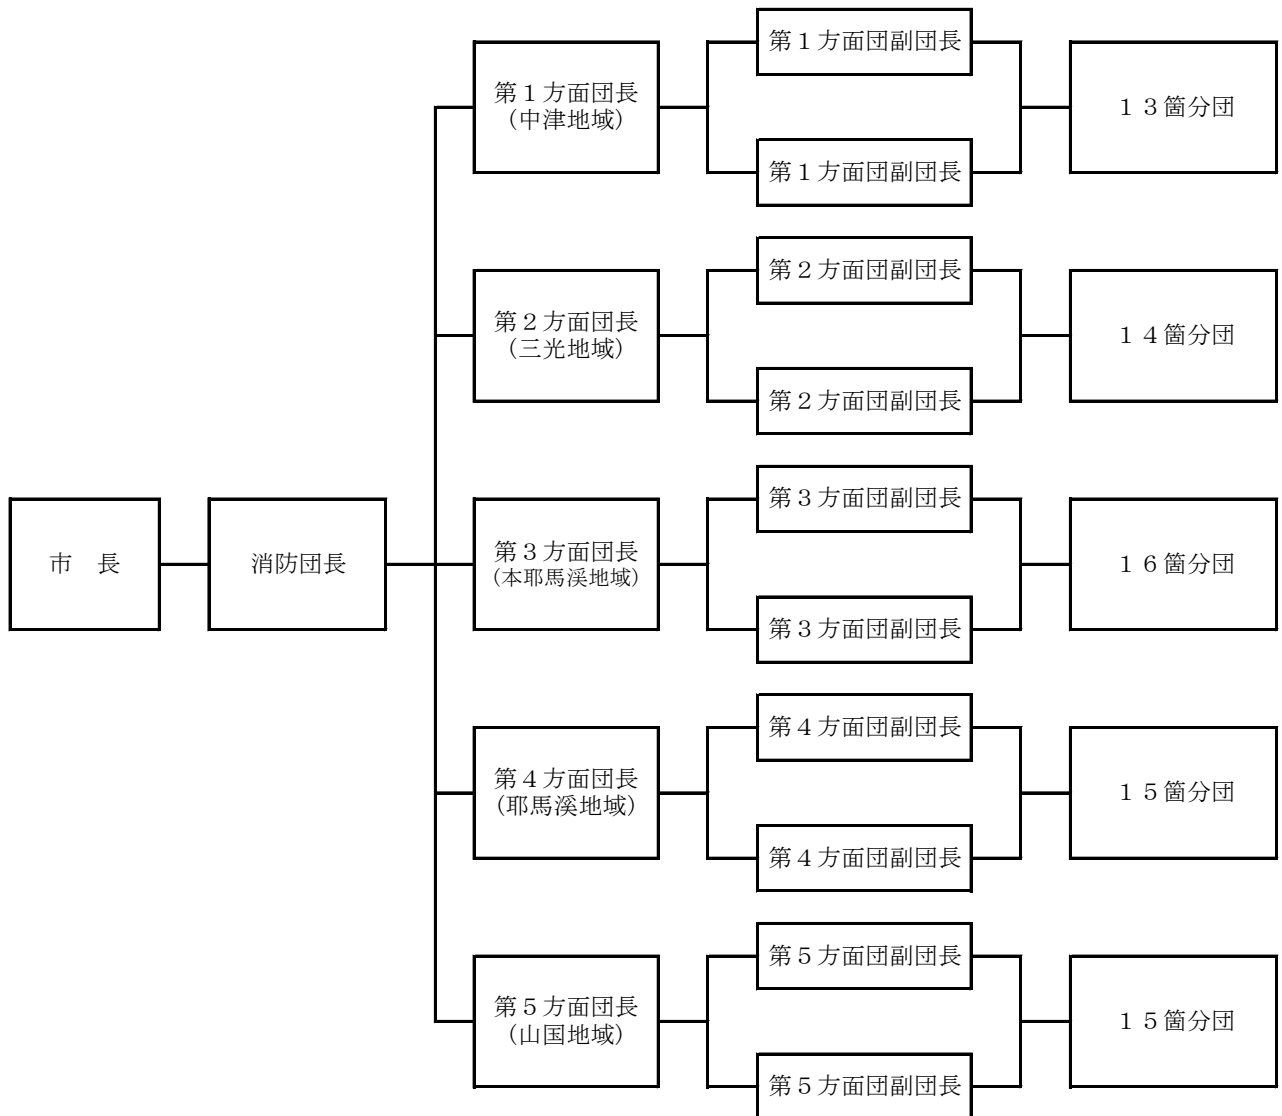 市　長
消防団長
第１方面団長
（中津地域）
第１方面団副団長
第１方面団副団長
１３箇分団
第２方面団長
（三光地域）
第２方面団副団長
第２方面団副団長
１４箇分団
第３方面団長
（本耶馬渓地域）
第３方面団副団長
第３方面団副団長
１６箇分団
第４方面団長
（耶馬渓地域）
第４方面団副団長
第４方面団副団長
１５箇分団
第５方面団長
（山国地域）
第５方面団副団長
第５方面団副団長
１５箇分団